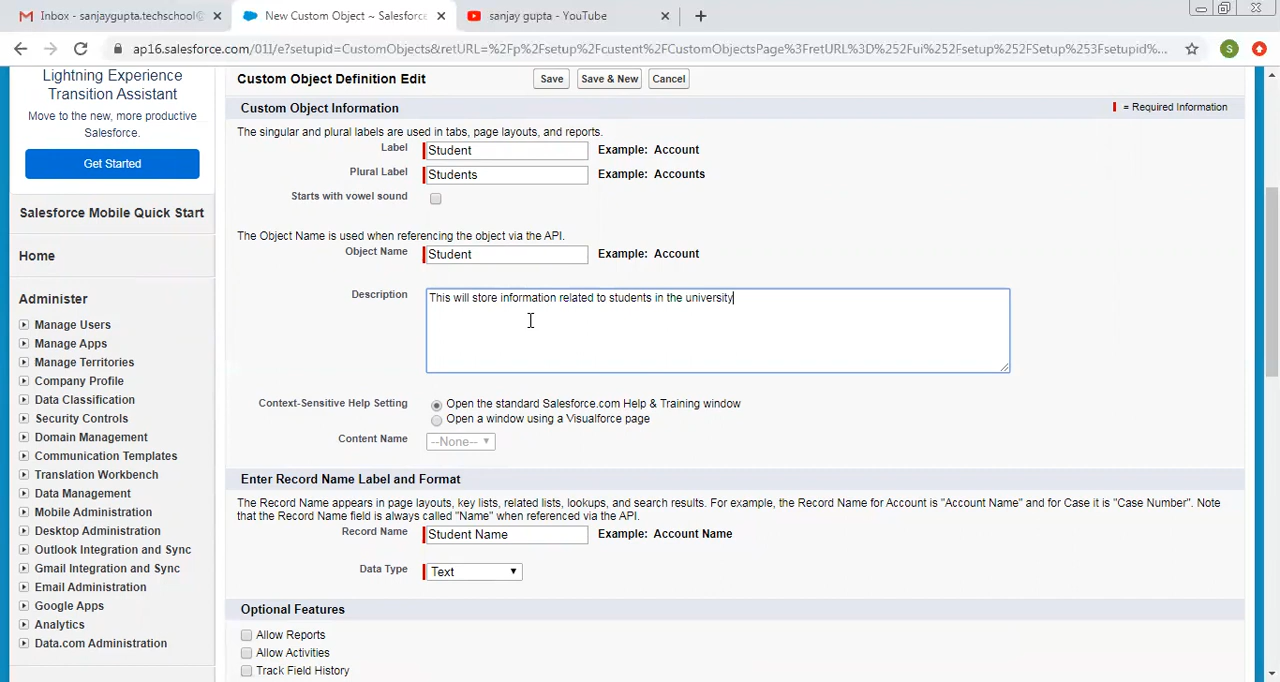 Inbox - sanjaygupta.techschool@
New Custom Object ~ Salesforce
sanjay gupta - YouTube
ap16.salesforce.com/01I/e?setupid=CustomObjects&retURL=%2Fp%2Fsetup%2Fcustent%2FCustomObjectsPage%3FretURL%3D%252Fui%252Fsetup%252FSetup%253Fsetupid%...
S
Lightning Experience
Transition Assistant
Move to the new, more productive
Salesforce.
Get Started
Salesforce Mobile Quick Start
Home
Administer
Manage Users
Manage Apps
Manage Territories
Company Profile
Data Classification
Security Controls
Domain Management
Communication Templates
Translation Workbench
Data Management
Mobile Administration
Desktop Administration
Outlook Integration and Sync
Gmail Integration and Sync
Email Administration
Google Apps
Analytics
Data.com Administration
Custom Object Definition Edit
Save
Save & New
Cancel
Custom Object Information
= Required Information
The singular and plural labels are used in tabs, page layouts, and reports.
Label Student Example: Account
Plural Label Students Example: Accounts
Starts with vowel sound
The Object Name is used when referencing the object via the API.
Object Name Student Example: Account
Description This will store information related to students in the university
Context-Sensitive Help Setting Open the standard Salesforce.com Help & Training window
Open a window using a Visualforce page
Content Name --None--
Enter Record Name Label and Format
The Record Name appears in page layouts, key lists, related lists, lookups, and search results. For example, the Record Name for Account is "Account Name" and for Case it is "Case Number". Note
that the Record Name field is always called "Name" when referenced via the API.
Record Name Student Name Example: Account Name
Data Type Text
Optional Features
Allow Reports
Allow Activities
Track Field History